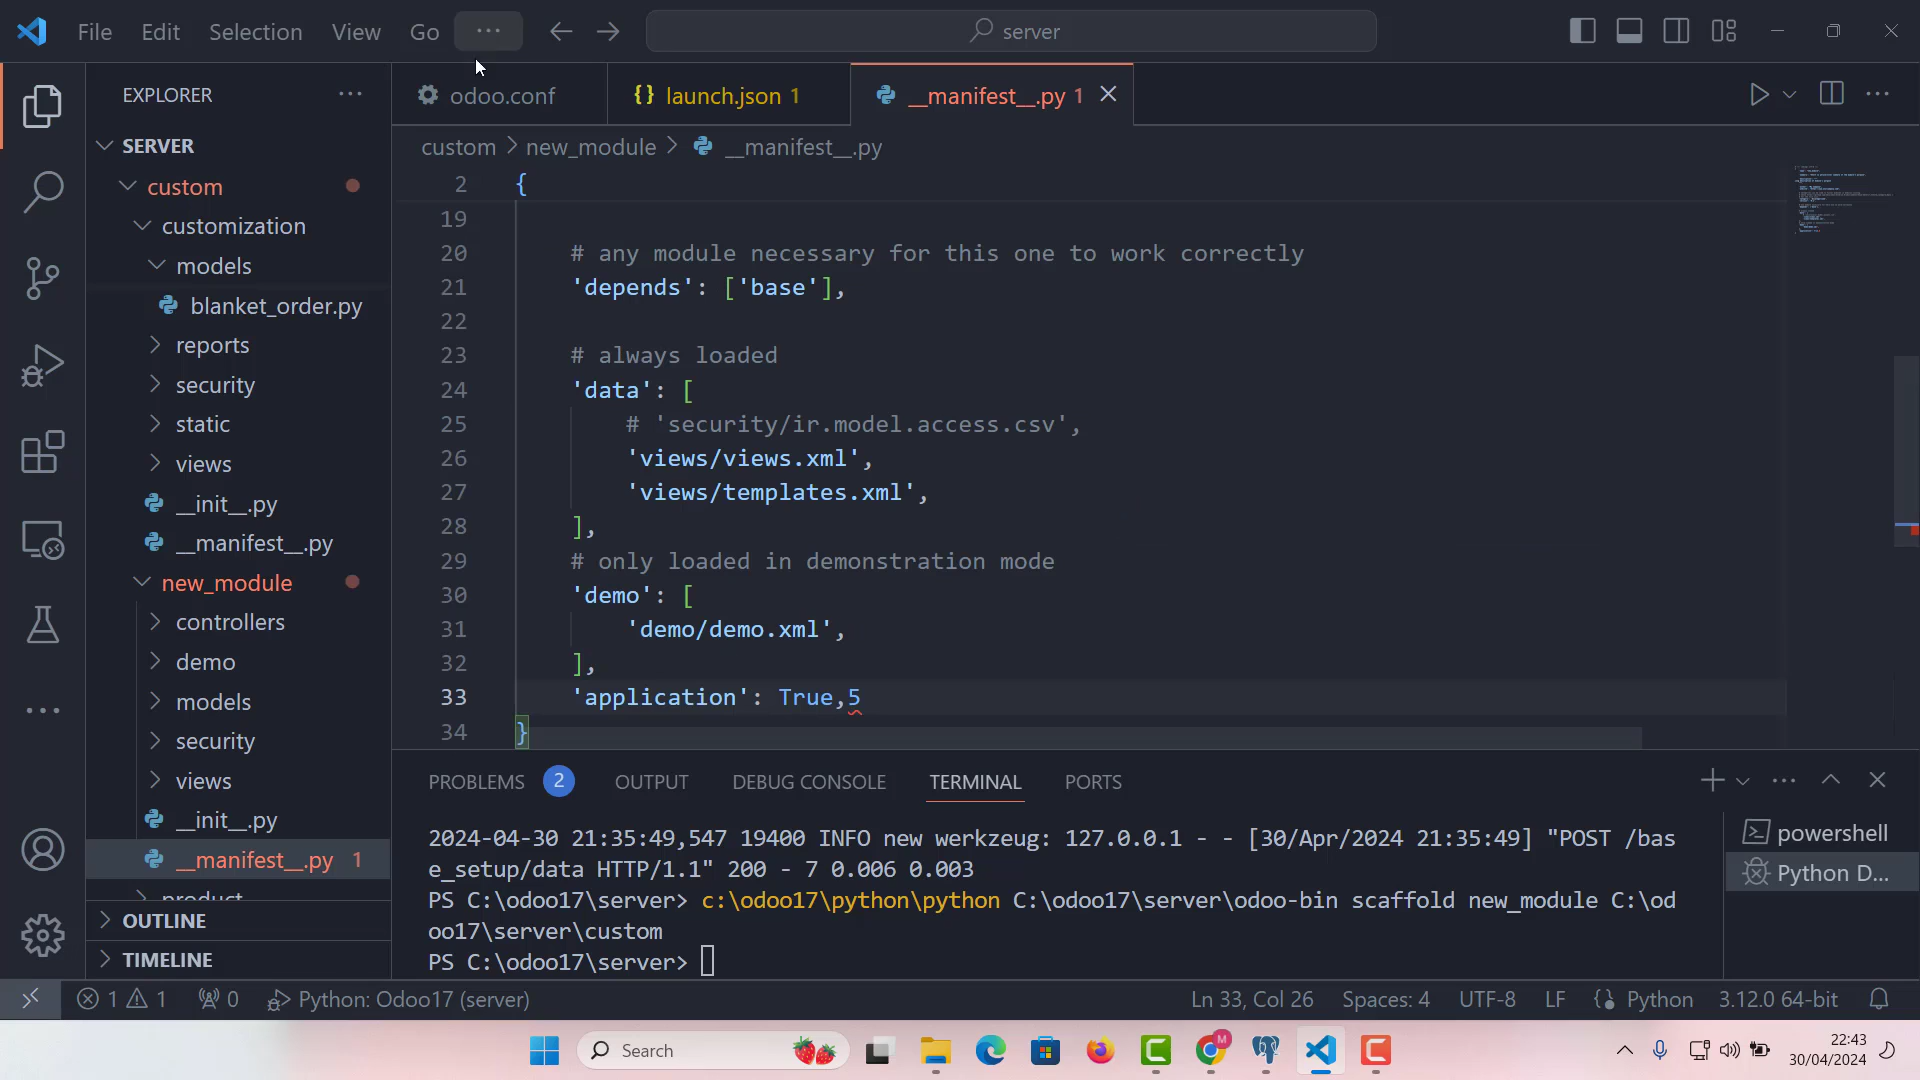 File Edit Selection View Go ··· server
EXPLORER ···
SERVER
custom
customization
models
blanket_order.py
reports
security
static
views
__init__.py
__manifest__.py
new_module
controllers
demo
models
security
views
__init__.py
__manifest__.py 1
product
OUTLINE
TIMELINE
odoo.conf {} launch.json 1 __manifest__.py 1
custom > new_module > __manifest__.py
2 {
19
20 # any module necessary for this one to work correctly
21 'depends': ['base'],
22
23 # always loaded
24 'data': [
25 # 'security/ir.model.access.csv',
26 'views/views.xml',
27 'views/templates.xml',
28 ],
29 # only loaded in demonstration mode
30 'demo': [
31 'demo/demo.xml',
32 ],
33 'application': True,5
34 }
PROBLEMS 2 OUTPUT DEBUG CONSOLE TERMINAL PORTS
2024-04-30 21:35:49,547 19400 INFO new werkzeug: 127.0.0.1 - - [30/Apr/2024 21:35:49] "POST /bas
e_setup/data HTTP/1.1" 200 - 7 0.006 0.003
PS C:\odoo17\server> c:\odoo17\python\python C:\odoo17\server\odoo-bin scaffold new_module C:\od
oo17\server\custom
PS C:\odoo17\server>
powershell
Python D...
1 1 0 Python: Odoo17 (server) Ln 33, Col 26 Spaces: 4 UTF-8 LF Python 3.12.0 64-bit
Search
22:43
30/04/2024